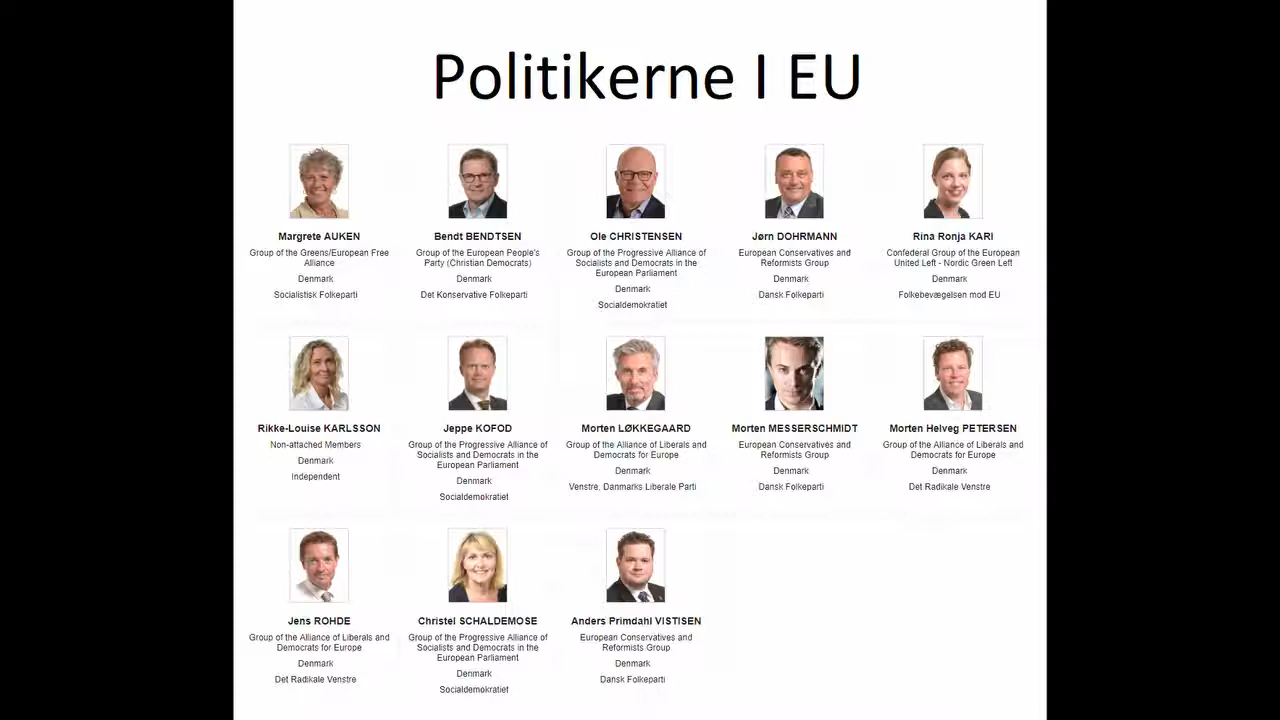 Politikerne I EU
Margrete AUKEN
Group of the Greens/European Free
Alliance
Denmark
Socialistisk Folkeparti
Bendt BENDTSEN
Group of the European People's
Party (Christian Democrats)
Denmark
Det Konservative Folkeparti
Ole CHRISTENSEN
Group of the Progressive Alliance of
Socialists and Democrats in the
European Parliament
Denmark
Socialdemokratiet
Jørn DOHRMANN
European Conservatives and
Reformists Group
Denmark
Dansk Folkeparti
Rina Ronja KARI
Confederal Group of the European
United Left - Nordic Green Left
Denmark
Folkebevægelsen mod EU
Rikke-Louise KARLSSON
Non-attached Members
Denmark
Independent
Jeppe KOFOD
Group of the Progressive Alliance of
Socialists and Democrats in the
European Parliament
Denmark
Socialdemokratiet
Morten LØKKEGAARD
Group of the Alliance of Liberals and
Democrats for Europe
Denmark
Venstre, Danmarks Liberale Parti
Morten MESSERSCHMIDT
European Conservatives and
Reformists Group
Denmark
Dansk Folkeparti
Morten Helveg PETERSEN
Group of the Alliance of Liberals and
Democrats for Europe
Denmark
Det Radikale Venstre
Jens ROHDE
Group of the Alliance of Liberals and
Democrats for Europe
Denmark
Det Radikale Venstre
Christel SCHALDEMOSE
Group of the Progressive Alliance of
Socialists and Democrats in the
European Parliament
Denmark
Socialdemokratiet
Anders Primdahl VISTISEN
European Conservatives and
Reformists Group
Denmark
Dansk Folkeparti